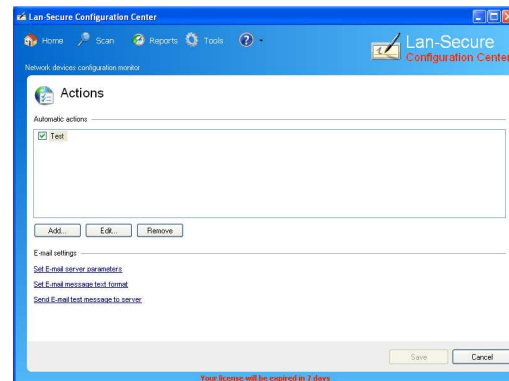 Lan-Secure Configuration Center
Home Scan Reports Tools
Lan-Secure
Configuration Center
Network devices configuration monitor
Actions
Automatic actions
Test
Add... Edit... Remove
E-mail settings
Set E-mail server parameters
Set E-mail message text format
Send E-mail test message to server
Save Cancel
Your license will be expired in 7 days